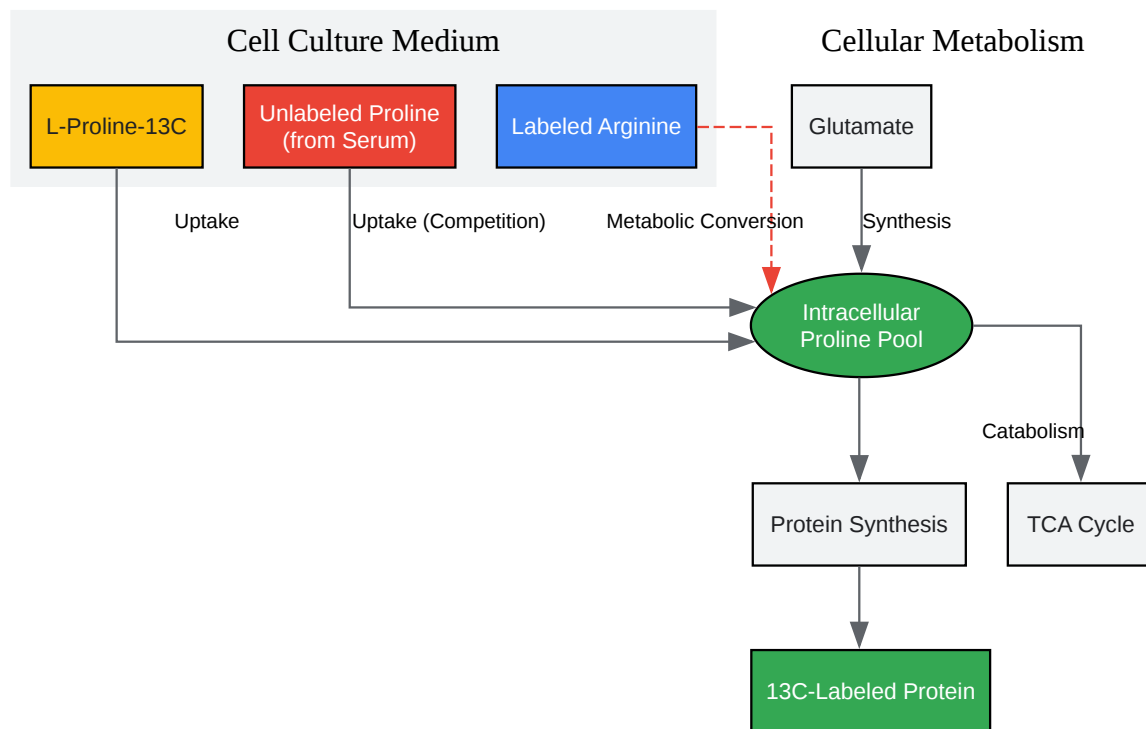 Cell Culture Medium
Cellular Metabolism
L-Proline-13C
Unlabeled Proline
(from Serum)
Labeled Arginine
Glutamate
Uptake
Uptake (Competition)
Metabolic Conversion
Synthesis
Intracellular
Proline Pool
Catabolism
Protein Synthesis
TCA Cycle
13C-Labeled Protein